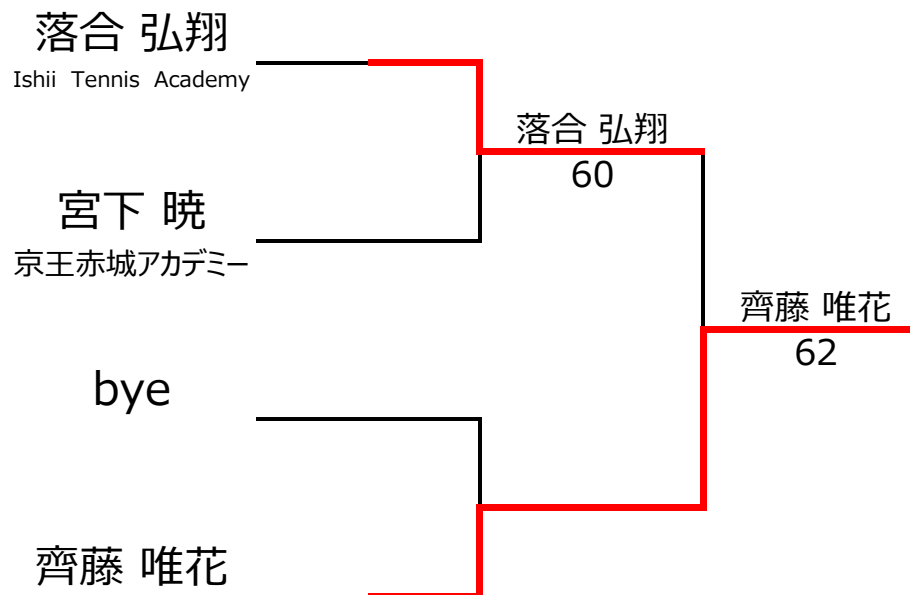 落合 弘翔
Ishii Tennis Academy
落合 弘翔
60
宮下 暁
京王赤城アカデミー
齊藤 唯花
62
bye
齊藤 唯花